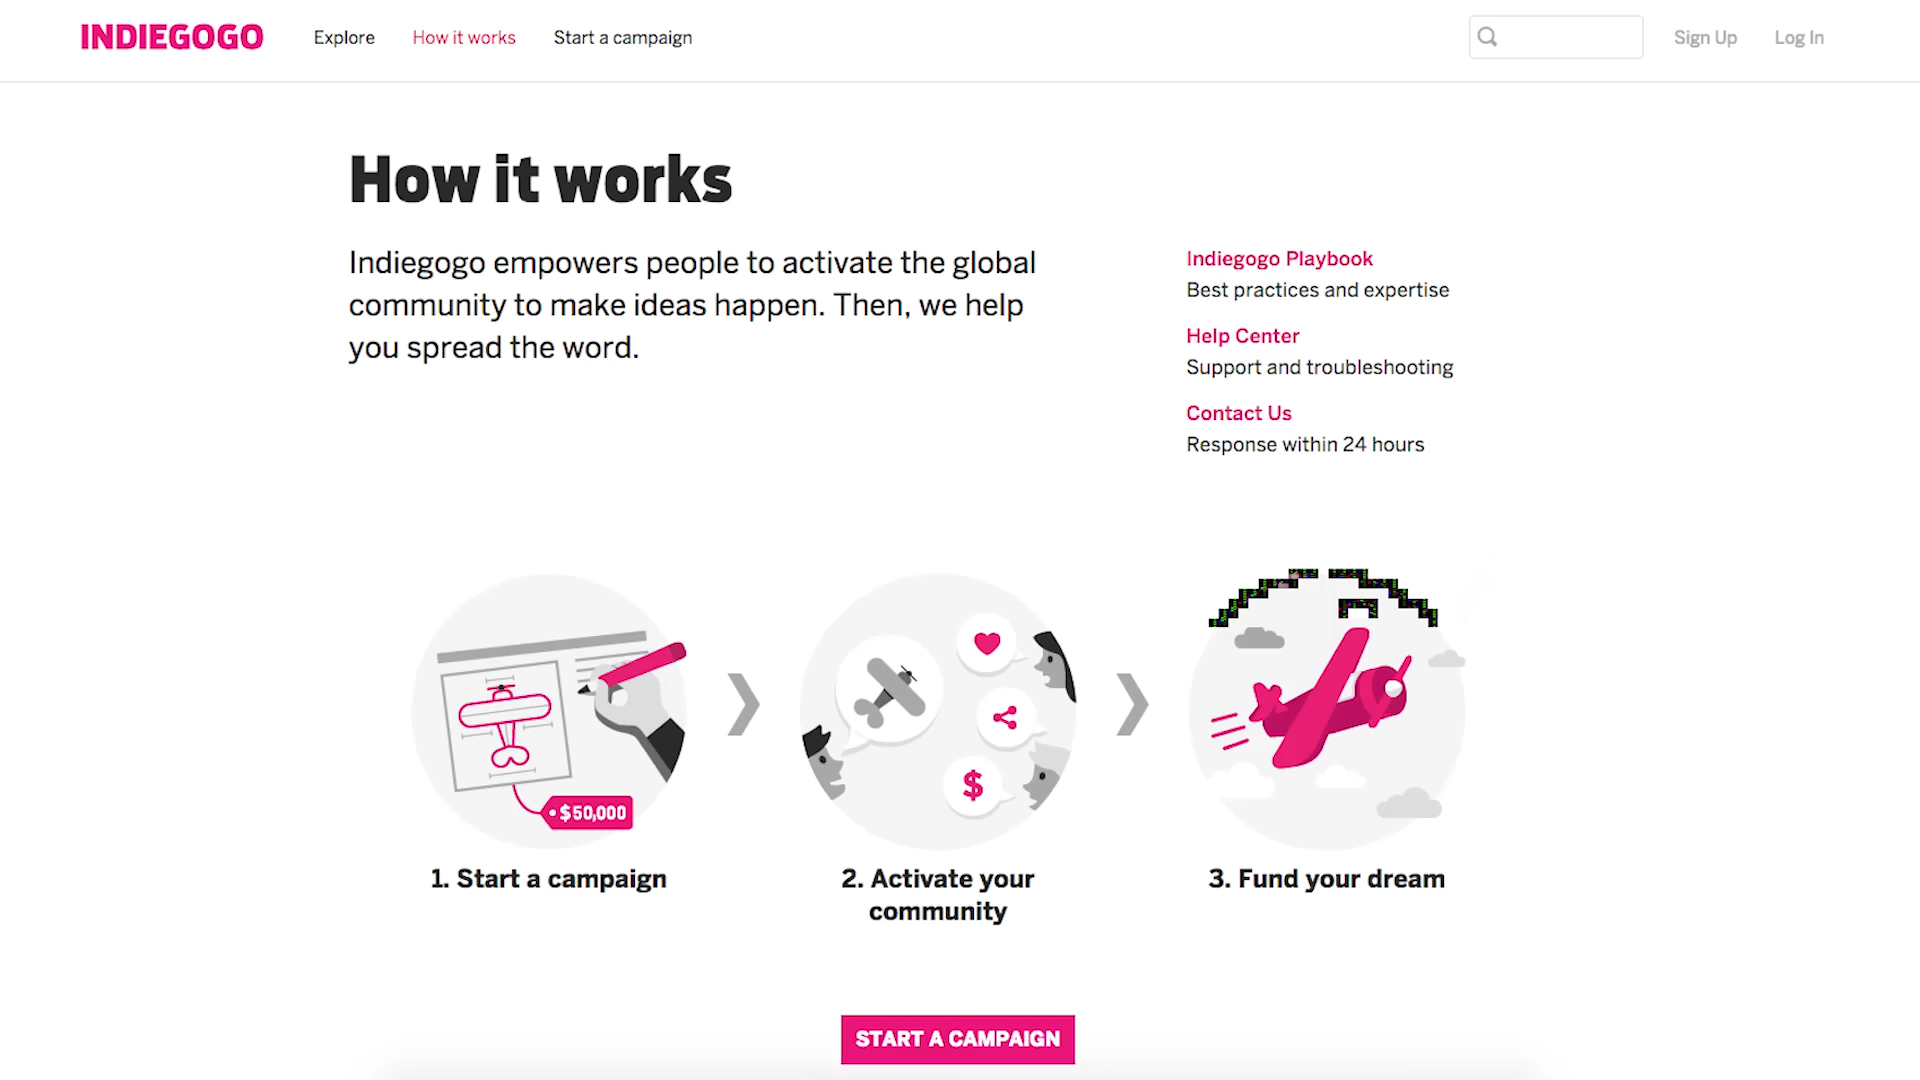 INDIEGOGO
Explore
How it works
Start a campaign
Sign Up
Log In
How it works
Indiegogo empowers people to activate the global
community to make ideas happen. Then, we help
you spread the word.
Indiegogo Playbook
Best practices and expertise
Help Center
Support and troubleshooting
Contact Us
Response within 24 hours
$50,000
$
1. Start a campaign
2. Activate your
community
3. Fund your dream
START A CAMPAIGN